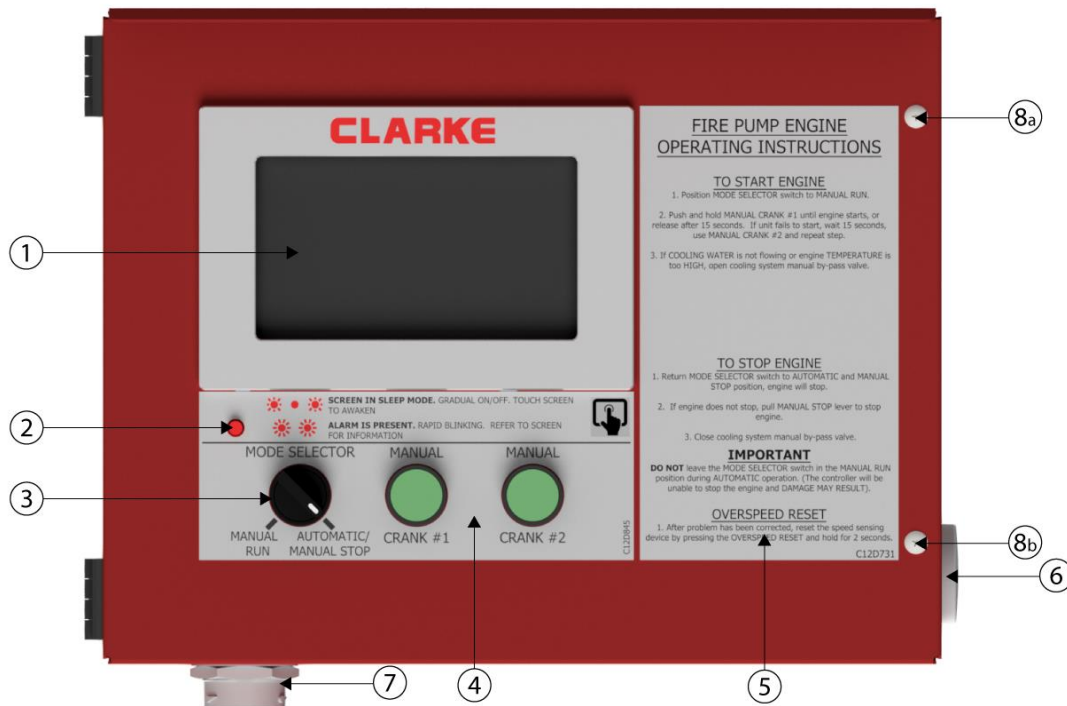 CLARKE
FIRE PUMP ENGINE
OPERATING INSTRUCTIONS
TO START ENGINE
1. Position MODE SELECTOR switch to MANUAL RUN.
2. Push and hold MANUAL CRANK #1 until engine starts, or
release after 15 seconds. If unit fails to start, wait 15 seconds,
use MANUAL CRANK #2 and repeat step.
3. If COOLING WATER is not flowing or engine TEMPERATURE is
too HIGH, open cooling system manual by-pass valve.
TO STOP ENGINE
1. Return MODE SELECTOR switch to AUTOMATIC and MANUAL
STOP position, engine will stop.
2. If engine does not stop, pull MANUAL STOP lever to stop
engine.
3. Close cooling system manual by-pass valve.
IMPORTANT
DO NOT leave the MODE SELECTOR switch in the MANUAL RUN
position during AUTOMATIC operation. (The controller will be
unable to stop the engine and DAMAGE MAY RESULT).
OVERSPEED RESET
1. After problem has been corrected, reset the speed sensing
device by pressing the OVERSPEED RESET and hold for 2 seconds.
C12D731
SCREEN IN SLEEP MODE. GRADUAL ON/OFF. TOUCH SCREEN
TO AWAKEN
ALARM IS PRESENT. RAPID BLINKING. REFER TO SCREEN
FOR INFORMATION
MODE SELECTOR
MANUAL
RUN
AUTOMATIC/
MANUAL STOP
MANUAL
CRANK #1
MANUAL
CRANK #2
C12D845
1
2
3
4
5
6
7
8a
8b